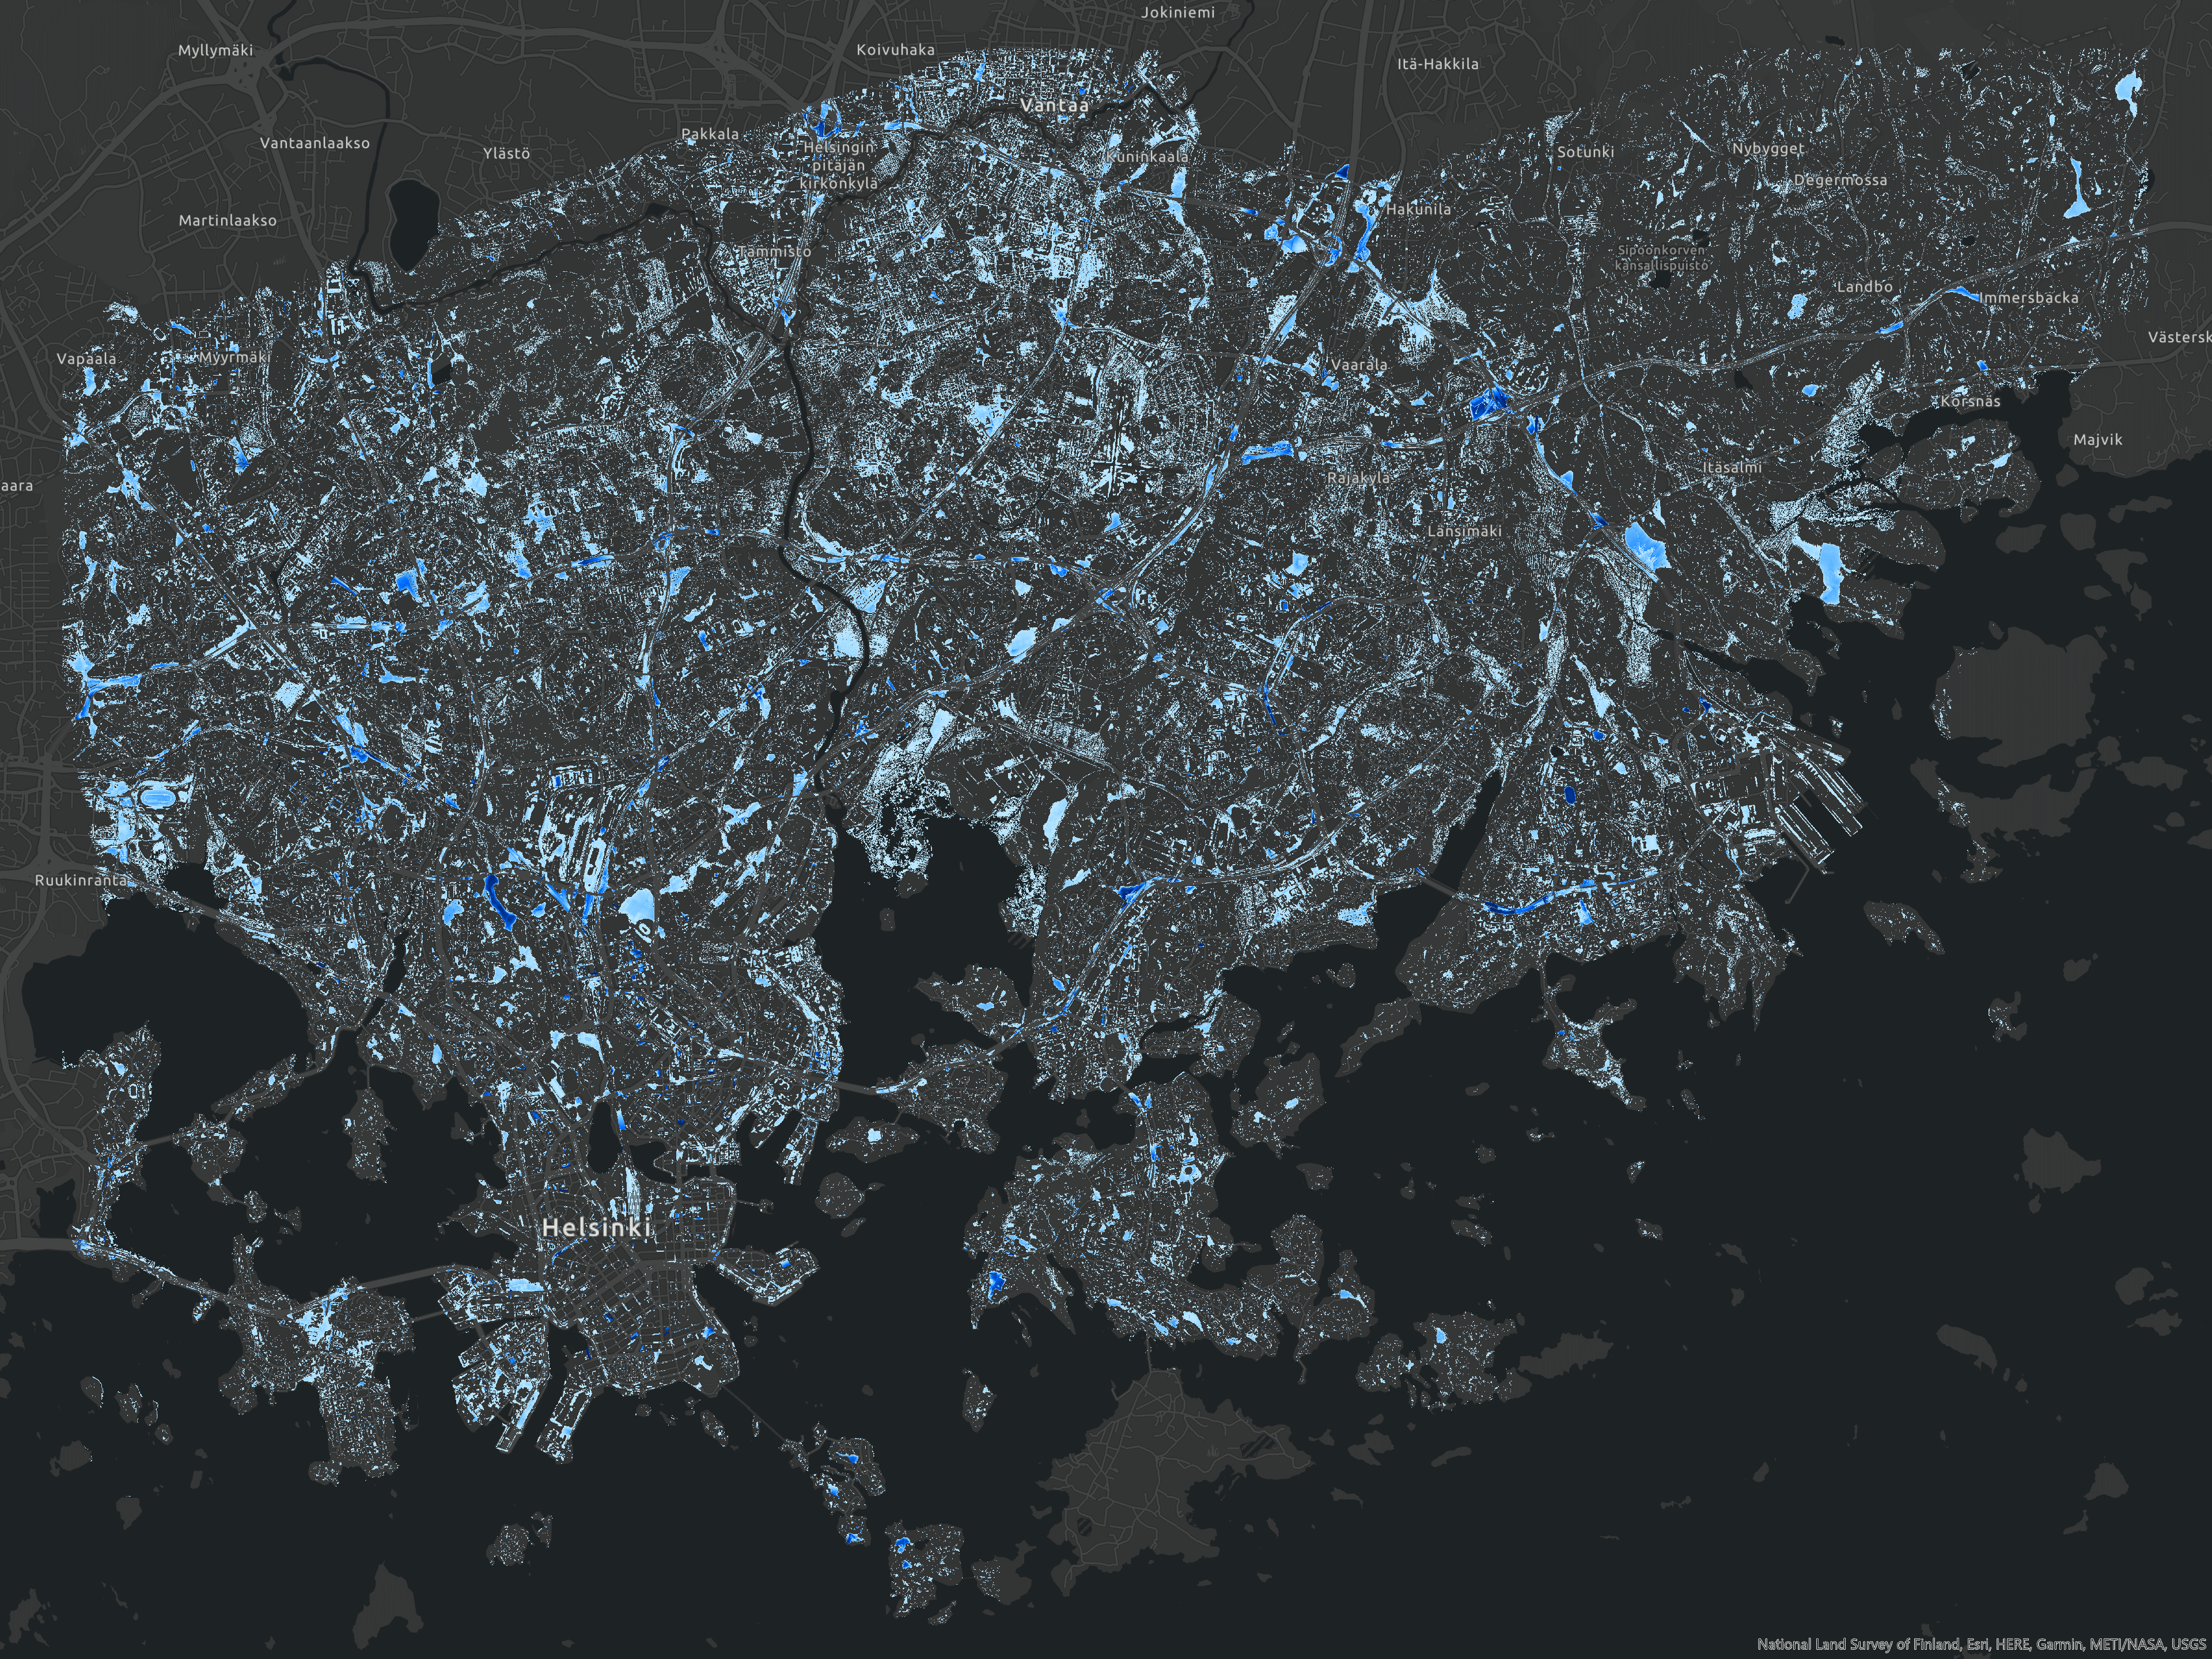 Jokiniemi
Myllymäki
Koivuhaka
Itä-Hakkila
Vantaa
Pakkala
Vantaanlaakso
Helsingin
pitäjän
kirkonkylä
Ylästö
Kuninkaala
Sotunki
Nybygget
Degermossa
Martinlaakso
Hakunila
Tammisto
Sipoonkorven
kansallispuisto
Landbo
Immersbacka
Västersk
Vapaala
Myyrmäki
Vaarala
Korsnäs
Majvik
Itäsalmi
Rajakylä
aara
Länsimäki
Ruukinranta
Helsinki
National Land Survey of Finland, Esri, HERE, Garmin, METI/NASA, USGS